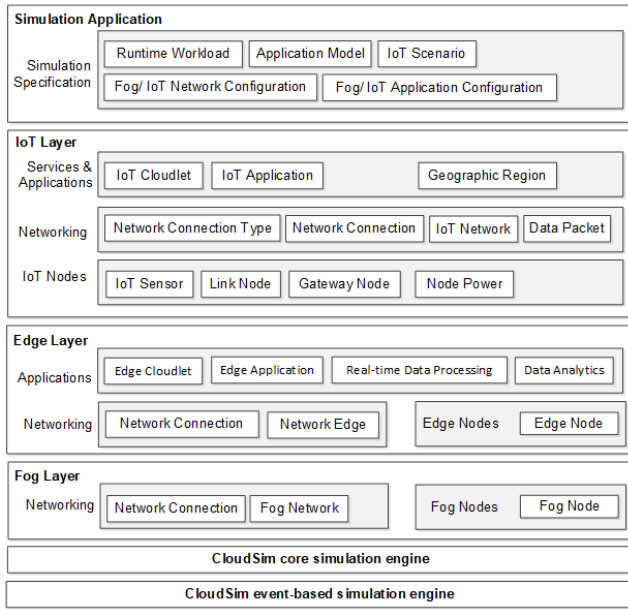 Simulation Application
Simulation Specification
Runtime Workload
Application Model
IoT Scenario
Fog/ IoT Network Configuration
Fog/ IoT Application Configuration
IoT Layer
Services & Applications
IoT Cloudlet
IoT Application
Geographic Region
Networking
Network Connection Type
Network Connection
IoT Network
Data Packet
IoT Nodes
IoT Sensor
Link Node
Gateway Node
Node Power
Edge Layer
Applications
Edge Cloudlet
Edge Application
Real-time Data Processing
Data Analytics
Networking
Network Connection
Network Edge
Edge Nodes
Edge Node
Fog Layer
Networking
Network Connection
Fog Network
Fog Nodes
Fog Node
CloudSim core simulation engine
CloudSim event-based simulation engine